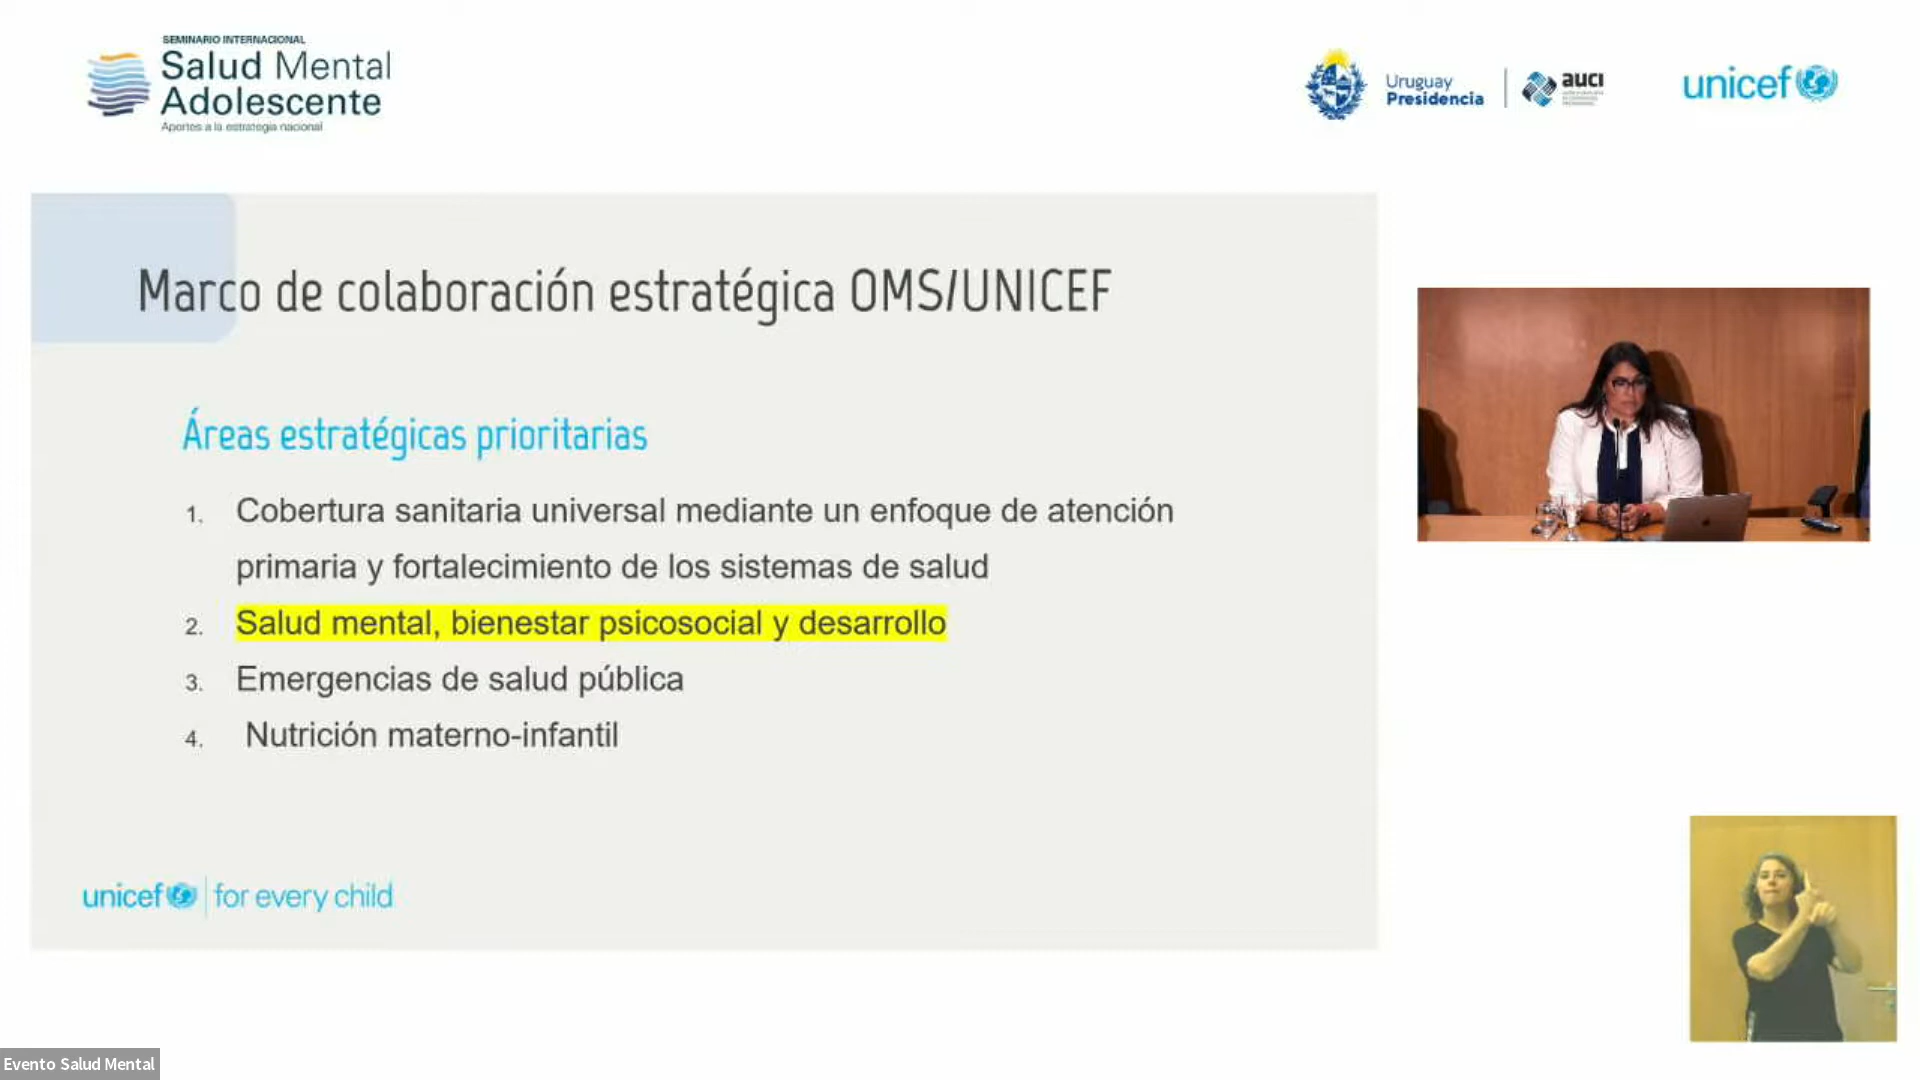 SEMINARIO INTERNACIONAL
Salud Mental
Adolescente
Aportes a la estrategia nacional
Uruguay
Presidencia
auci
unicef
Marco de colaboración estratégica OMS/UNICEF
Áreas estratégicas prioritarias
1. Cobertura sanitaria universal mediante un enfoque de atención
primaria y fortalecimiento de los sistemas de salud
2. Salud mental, bienestar psicosocial y desarrollo
3. Emergencias de salud pública
4. Nutrición materno-infantil
unicef for every child
Evento Salud Mental